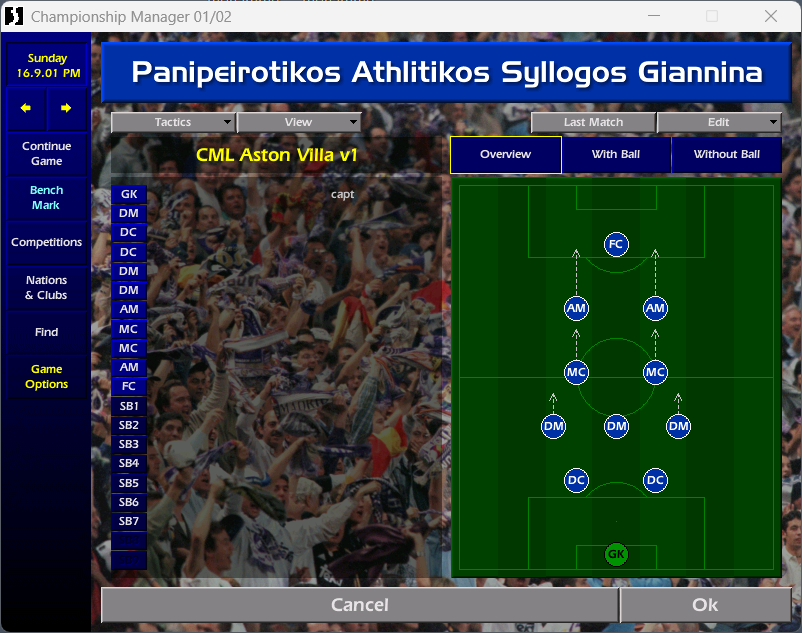 Championship Manager 01/02
Sunday
16.9.01 PM
Continue
Game
Bench
Mark
Competitions
Nations
& Clubs
Find
Game
Options
Panipeirotikos Athlitikos Syllogos Giannina
Tactics
View
Last Match
Edit
CML Aston Villa v1
Overview
With Ball
Without Ball
GK capt
DM
DC
DC
DM
DM
AM
MC
MC
AM
FC
SB1
SB2
SB3
SB4
SB5
SB6
SB7
FC
AM AM
MC MC
DM DM DM
DC DC
GK
Cancel
Ok